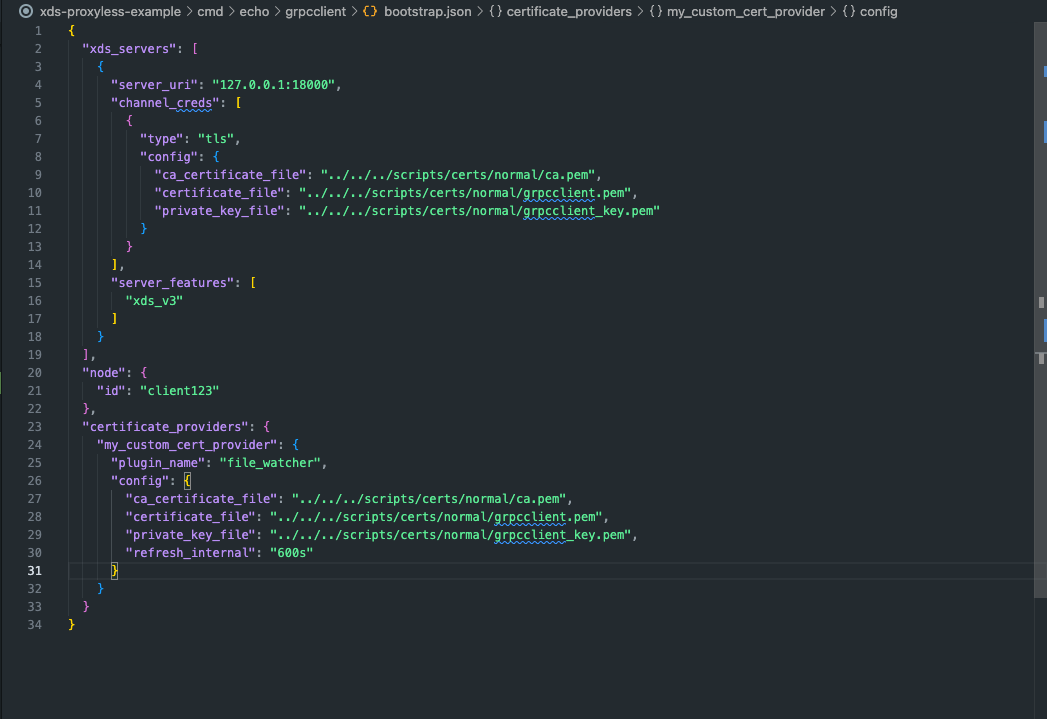 xds-proxyless-example > cmd > echo > grpcclient > {} bootstrap.json > {} certificate_providers > {} my_custom_cert_provider > {} config
1 {
2 "xds_servers": [
3 {
4 "server_uri": "127.0.0.1:18000",
5 "channel_creds": [
6 {
7 "type": "tls",
8 "config": {
9 "ca_certificate_file": "../../../scripts/certs/normal/ca.pem",
10 "certificate_file": "../../../scripts/certs/normal/grpcclient.pem",
11 "private_key_file": "../../../scripts/certs/normal/grpcclient_key.pem"
12 }
13 }
14 ],
15 "server_features": [
16 "xds_v3"
17 ]
18 }
19 ],
20 "node": {
21 "id": "client123"
22 },
23 "certificate_providers": {
24 "my_custom_cert_provider": {
25 "plugin_name": "file_watcher",
26 "config": {
27 "ca_certificate_file": "../../../scripts/certs/normal/ca.pem",
28 "certificate_file": "../../../scripts/certs/normal/grpcclient.pem",
29 "private_key_file": "../../../scripts/certs/normal/grpcclient_key.pem",
30 "refresh_internal": "600s"
31 }
32 }
33 }
34 }